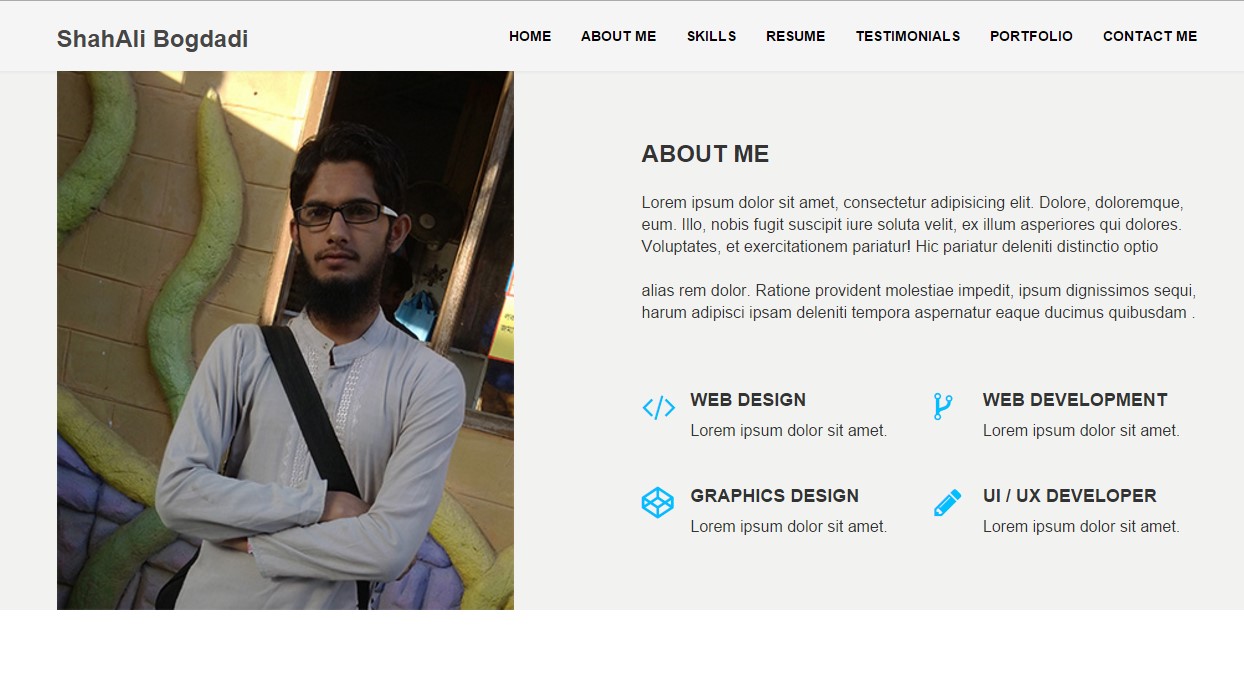 ShahAli Bogdadi
HOME ABOUT ME SKILLS RESUME TESTIMONIALS PORTFOLIO CONTACT ME
ABOUT ME
Lorem ipsum dolor sit amet, consectetur adipisicing elit. Dolore, doloremque,
eum. Illo, nobis fugit suscipit iure soluta velit, ex illum asperiores qui dolores.
Voluptates, et exercitationem pariatur! Hic pariatur deleniti distinctio optio
alias rem dolor. Ratione provident molestiae impedit, ipsum dignissimos sequi,
harum adipisci ipsam deleniti tempora aspernatur eaque ducimus quibusdam .
WEB DESIGN
Lorem ipsum dolor sit amet.
WEB DEVELOPMENT
Lorem ipsum dolor sit amet.
GRAPHICS DESIGN
Lorem ipsum dolor sit amet.
UI / UX DEVELOPER
Lorem ipsum dolor sit amet.